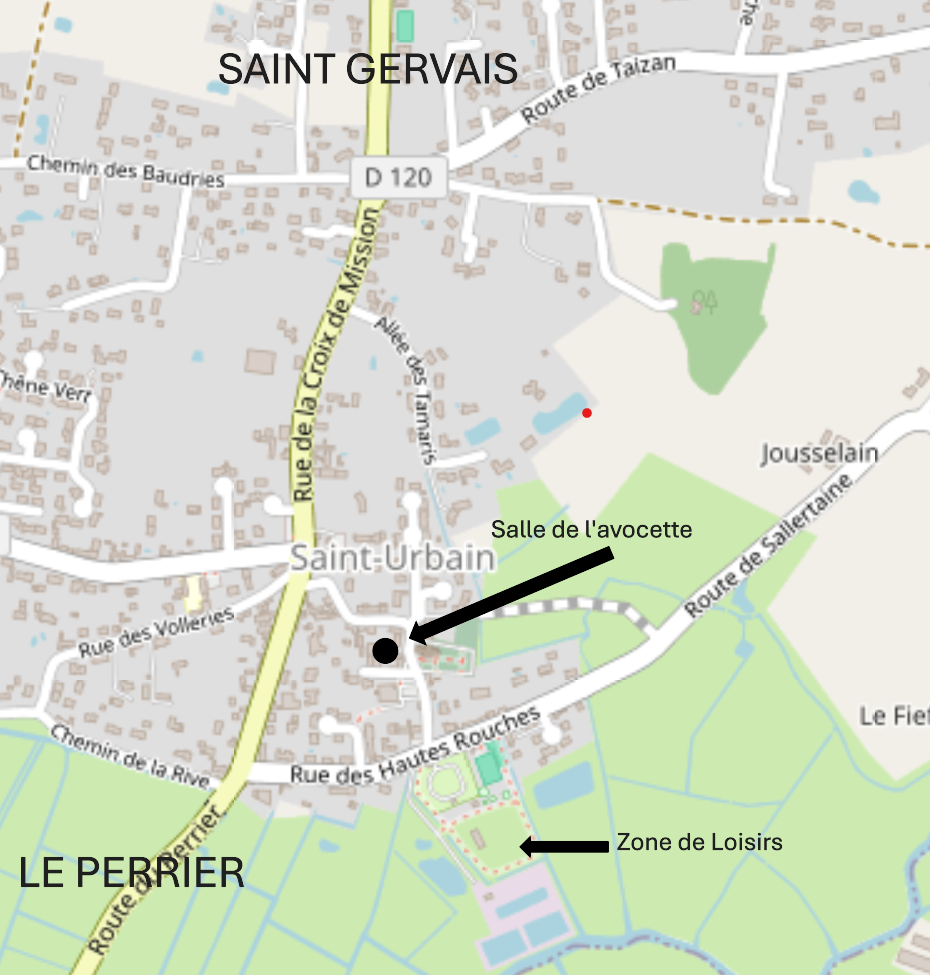 che
SAINT GERVAIS
Route de Taizan
Chemin des Baudries
D 120
Rue de la Croix de Mission
Allée des Tamaris
Chêne Vert
Jousselain
Route de Sallertaine
Salle de l'avocette
Saint-Urbain
Rue des Volleries
Le Fief
Chemin de la Rive
Rue des Hautes Rouches
Zone de Loisirs
LE PERRIER
Route du Perrier